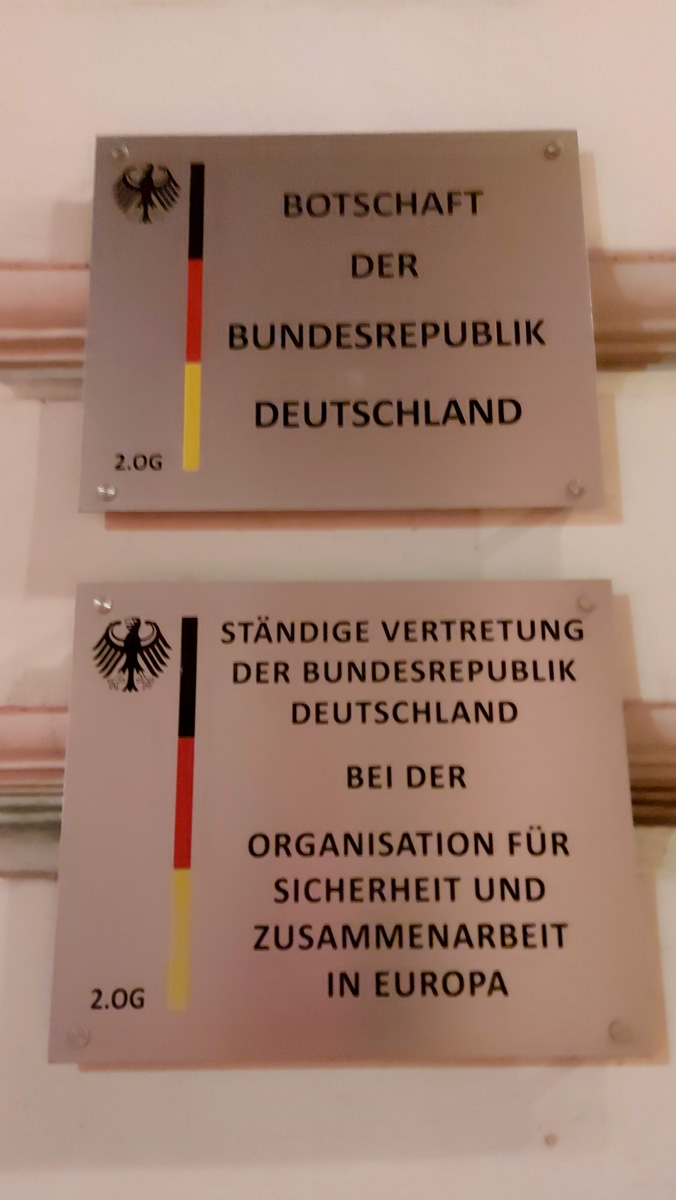 BOTSCHAFT
DER
BUNDESREPUBLIK
DEUTSCHLAND
2.OG
STÄNDIGE VERTRETUNG
DER BUNDESREPUBLIK
DEUTSCHLAND
BEI DER
ORGANISATION FÜR
SICHERHEIT UND
ZUSAMMENARBEIT
IN EUROPA
2.OG